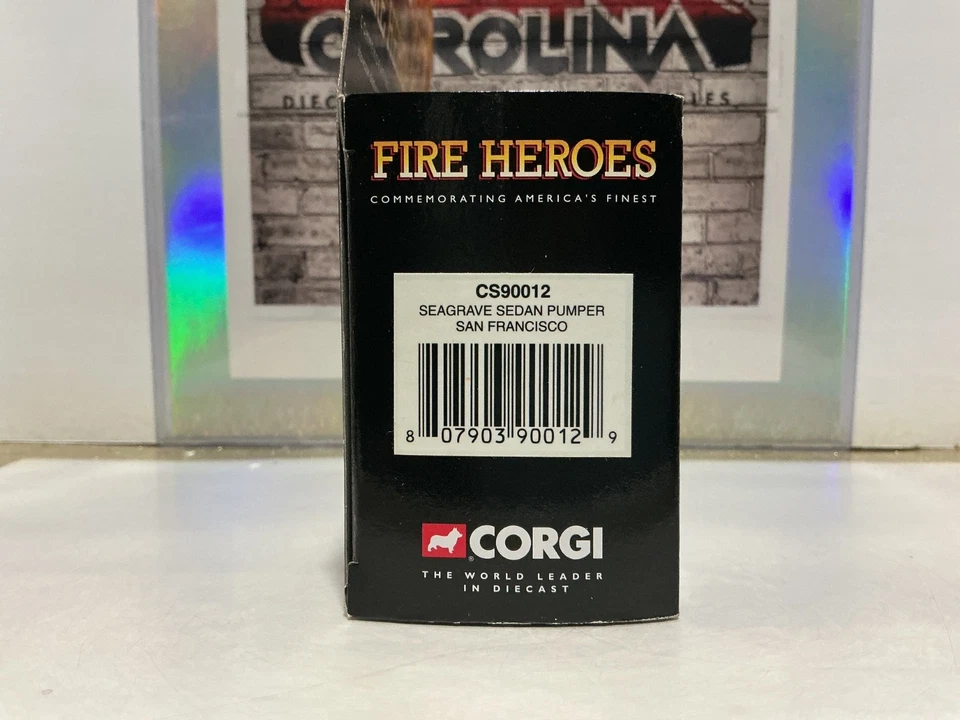 CAROLINA
FIRE HEROES
COMMEMORATING AMERICA'S FINEST
CS90012
SEAGRAVE SEDAN PUMPER
SAN FRANCISCO
8 07903 90012 9
CORGI
THE WORLD LEADER
IN DIECAST